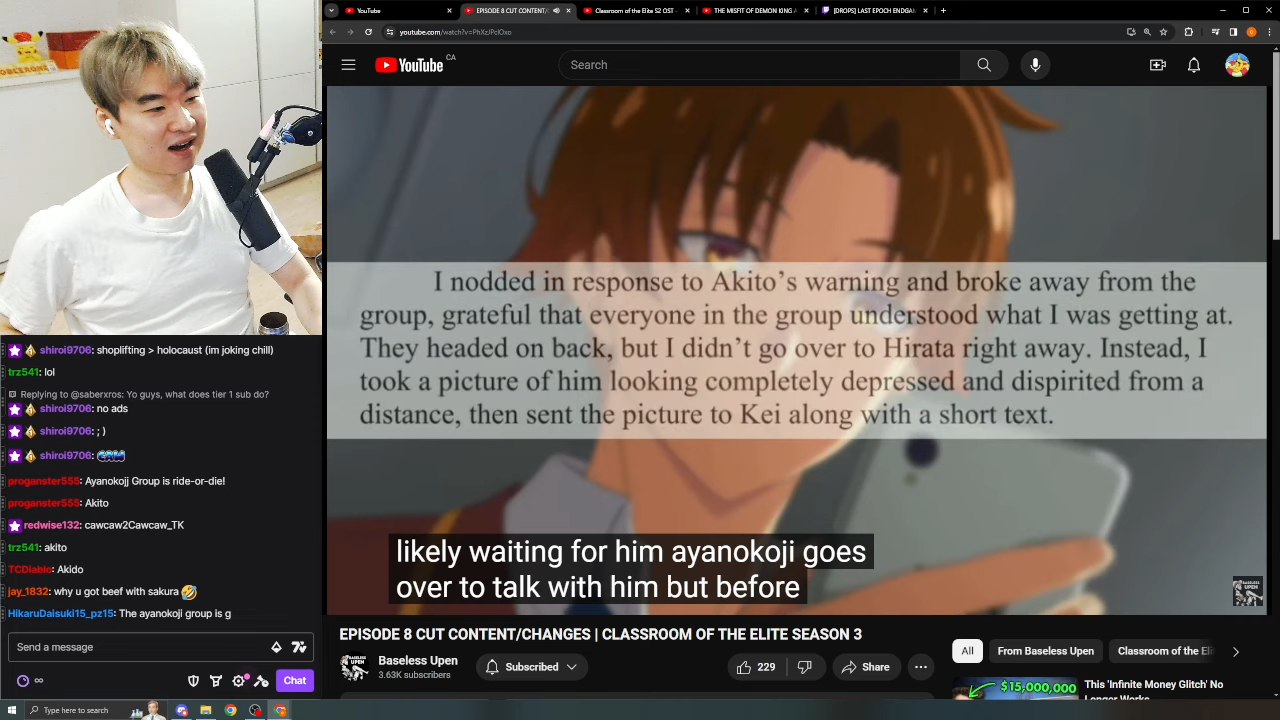 YouTube
EPISODE 8 CUT CONTENT/
Classroom of the Elite S2 OST -
THE MISFIT OF DEMON KING A
[DROPS] LAST EPOCH ENDGAM
youtube.com/watch?v=PhXzJPclOxo
YouTube CA
Search
I nodded in response to Akito's warning and broke away from the
group, grateful that everyone in the group understood what I was getting at.
They headed on back, but I didn't go over to Hirata right away. Instead, I
took a picture of him looking completely depressed and dispirited from a
distance, then sent the picture to Kei along with a short text.
likely waiting for him ayanokoji goes
over to talk with him but before
BASELESS UPEN
EPISODE 8 CUT CONTENT/CHANGES | CLASSROOM OF THE ELITE SEASON 3
Baseless Upen
3.63K subscribers
Subscribed
229
Share
All
From Baseless Upen
Classroom of the Eli
$15,000,000
This 'Infinite Money Glitch' No
Longer Works
shiroi9706: shoplifting > holocaust (im joking chill)
trz541: lol
Replying to @saberxros: Yo guys, what does tier 1 sub do?
shiroi9706: no ads
shiroi9706: ; )
shiroi9706:
proganster555: Ayanokojj Group is ride-or-die!
proganster555: Akito
redwise132: cawcaw2Cawcaw_TK
trz541: akito
TCDiablo: Akido
jay_1832: why u got beef with sakura 🤣
HikaruDaisuki15_pz15: The ayanokoji group is g
Send a message
∞
Chat
Type here to search